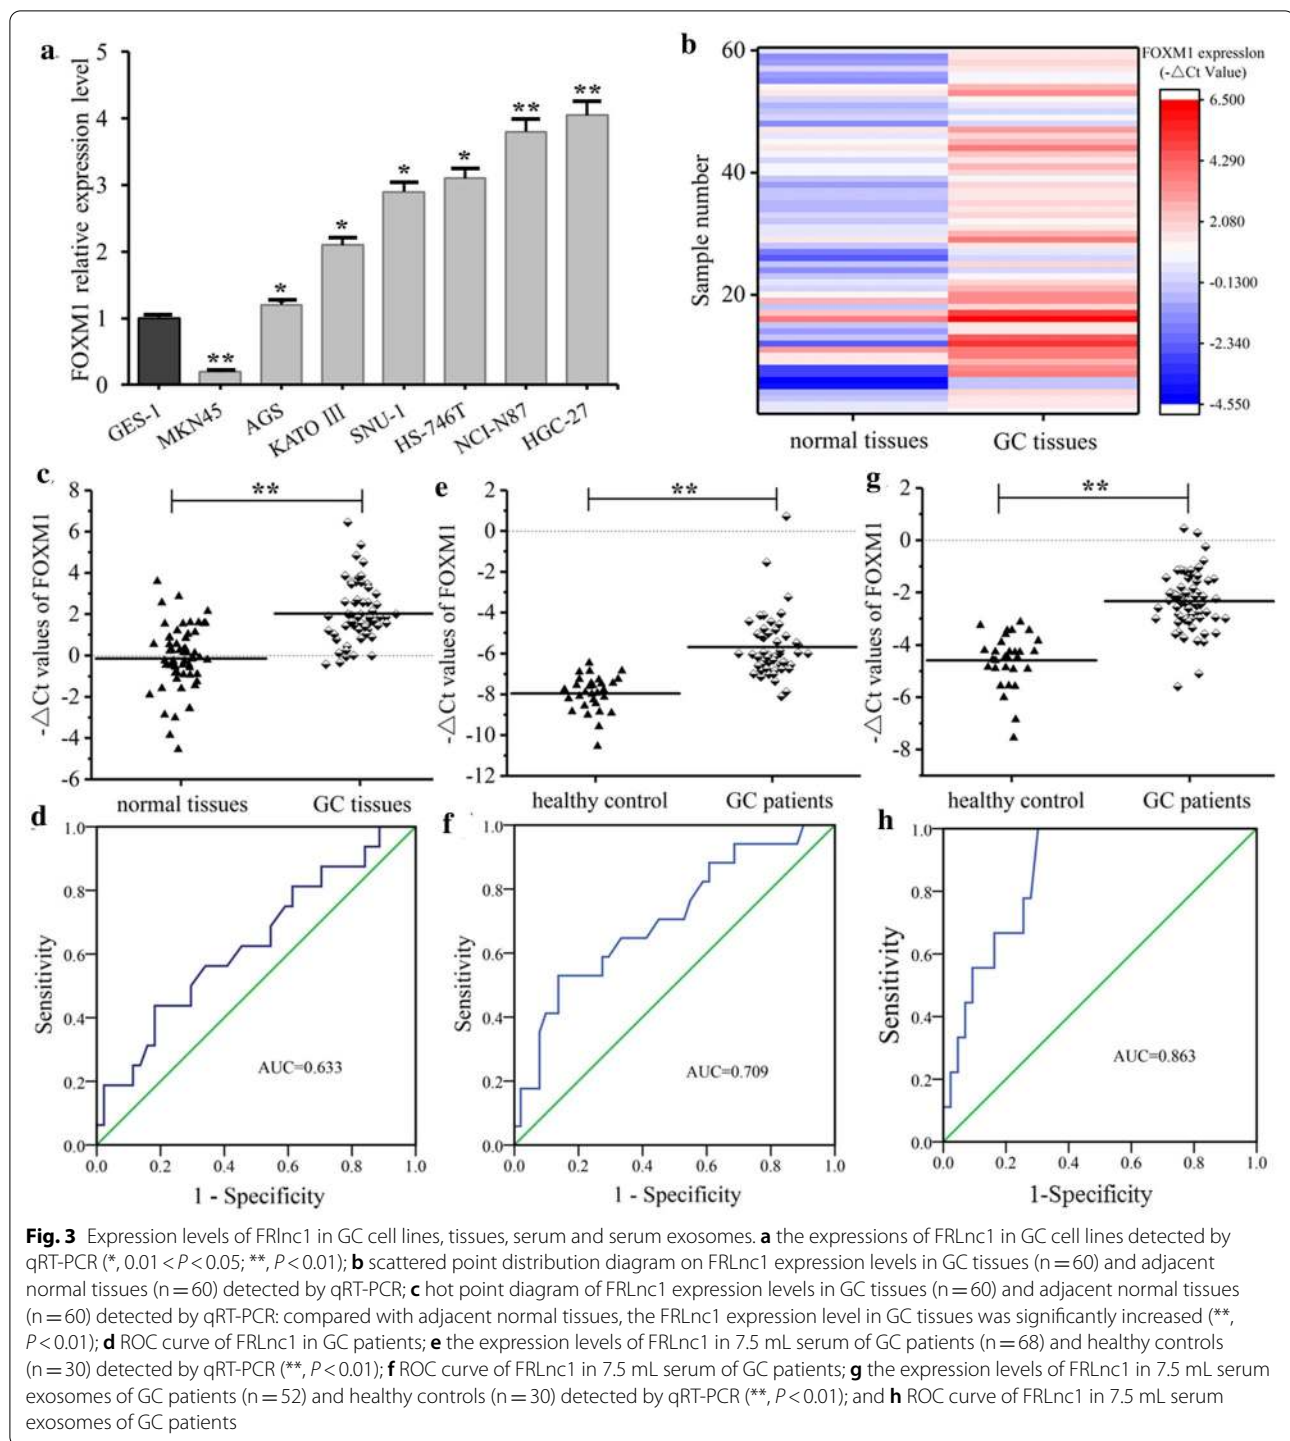 a
FOXM1 relative expression level
5
4
3
2
1
0
**
*
*
*
*
**
**
GES-1
MKN45
AGS
KATO III
SNU-1
HS-746T
NCI-N87
HGC-27
b
Sample number
60
40
20
normal tissues
GC tissues
FOXM1 expression
(-△Ct Value)
6.500
4.290
2.080
-0.1300
-2.340
-4.550
c
-△Ct values of FOXM1
8
6
4
2
0
-2
-4
-6
**
normal tissues
GC tissues
e
-△Ct values of FOXM1
2
0
-2
-4
-6
-8
-10
-12
**
healthy control
GC patients
g
-△Ct values of FOXM1
2
0
-2
-4
-6
-8
**
healthy control
GC patients
d
Sensitivity
1.0
0.8
0.6
0.4
0.2
0.0
AUC=0.633
0.0 0.2 0.4 0.6 0.8 1.0
1 - Specificity
f
Sensitivity
1.0
0.8
0.6
0.4
0.2
0.0
AUC=0.709
0.0 0.2 0.4 0.6 0.8 1.0
1 - Specificity
h
Sensitivity
1.0
0.8
0.6
0.4
0.2
0.0
AUC=0.863
0.0 0.2 0.4 0.6 0.8 1.0
1-Specificity
Fig. 3 Expression levels of FRlnc1 in GC cell lines, tissues, serum and serum exosomes. a the expressions of FRLnc1 in GC cell lines detected by
qRT-PCR (*, 0.01 < P < 0.05; **, P < 0.01); b scattered point distribution diagram on FRLnc1 expression levels in GC tissues (n = 60) and adjacent
normal tissues (n = 60) detected by qRT-PCR; c hot point diagram of FRLnc1 expression levels in GC tissues (n = 60) and adjacent normal tissues
(n = 60) detected by qRT-PCR: compared with adjacent normal tissues, the FRLnc1 expression level in GC tissues was significantly increased (**,
P < 0.01); d ROC curve of FRLnc1 in GC patients; e the expression levels of FRLnc1 in 7.5 mL serum of GC patients (n = 68) and healthy controls
(n = 30) detected by qRT-PCR (**, P < 0.01); f ROC curve of FRLnc1 in 7.5 mL serum of GC patients; g the expression levels of FRLnc1 in 7.5 mL serum
exosomes of GC patients (n = 52) and healthy controls (n = 30) detected by qRT-PCR (**, P < 0.01); and h ROC curve of FRLnc1 in 7.5 mL serum
exosomes of GC patients